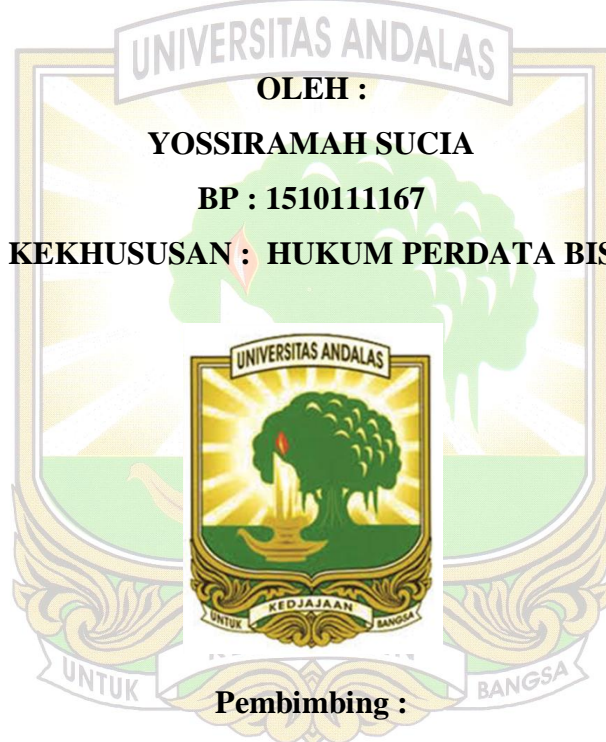 UNIVERSITAS ANDALAS
OLEH :
YOSSIRAMAH SUCIA
BP : 1510111167
KEKHUSUSAN : HUKUM PERDATA BIS
UNIVERSITAS ANDALAS
UNTUK KEDJAJAAN BANGSA
UNTUK BANGSA
Pembimbing :